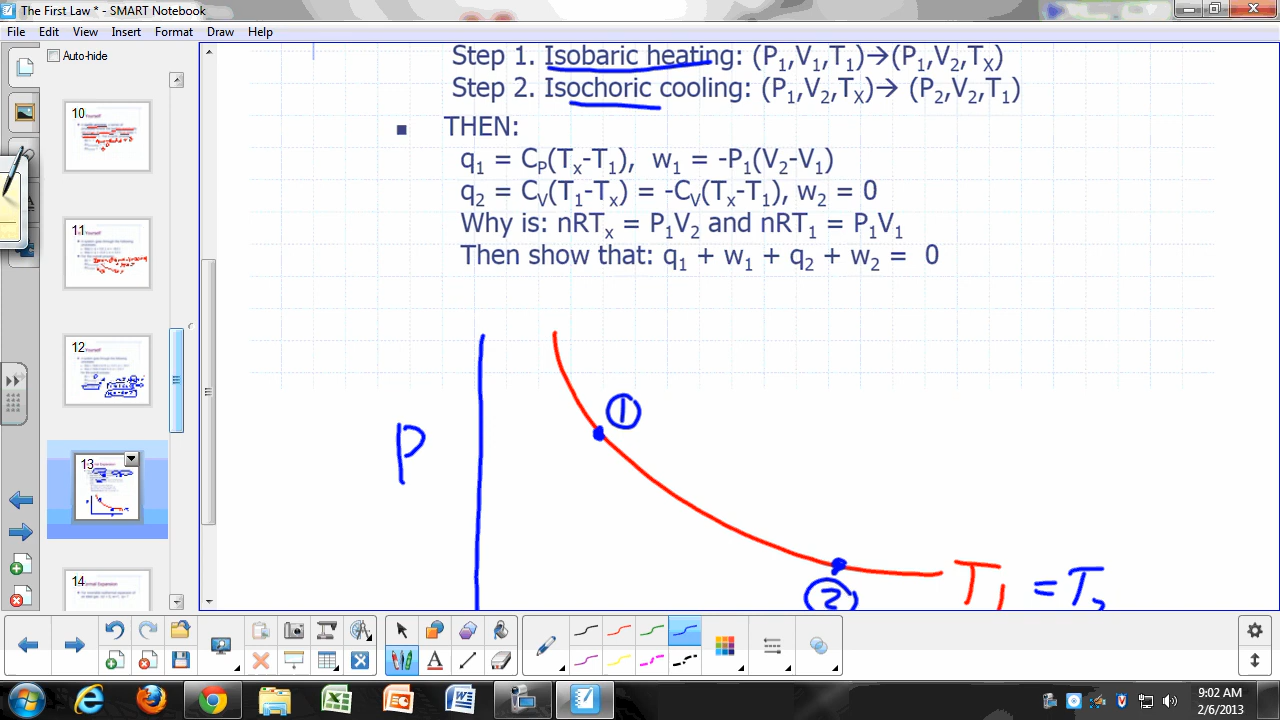 The First Law * - SMART Notebook
File Edit View Insert Format Draw Help
Auto-hide
10
11
12
13
14
Step 1. Isobaric heating: (P₁,V₁,T₁)→(P₁,V₂,Tₓ)
Step 2. Isochoric cooling: (P₁,V₂,Tₓ)→ (P₂,V₂,T₁)
▪ THEN:
q₁ = Cₚ(Tₓ-T₁), w₁ = -P₁(V₂-V₁)
q₂ = Cᵥ(T₁-Tₓ) = -Cᵥ(Tₓ-T₁), w₂ = 0
Why is: nRTₓ = P₁V₂ and nRT₁ = P₁V₁
Then show that: q₁ + w₁ + q₂ + w₂ = 0
①
P
②
T₁ = T₂
9:02 AM
2/6/2013